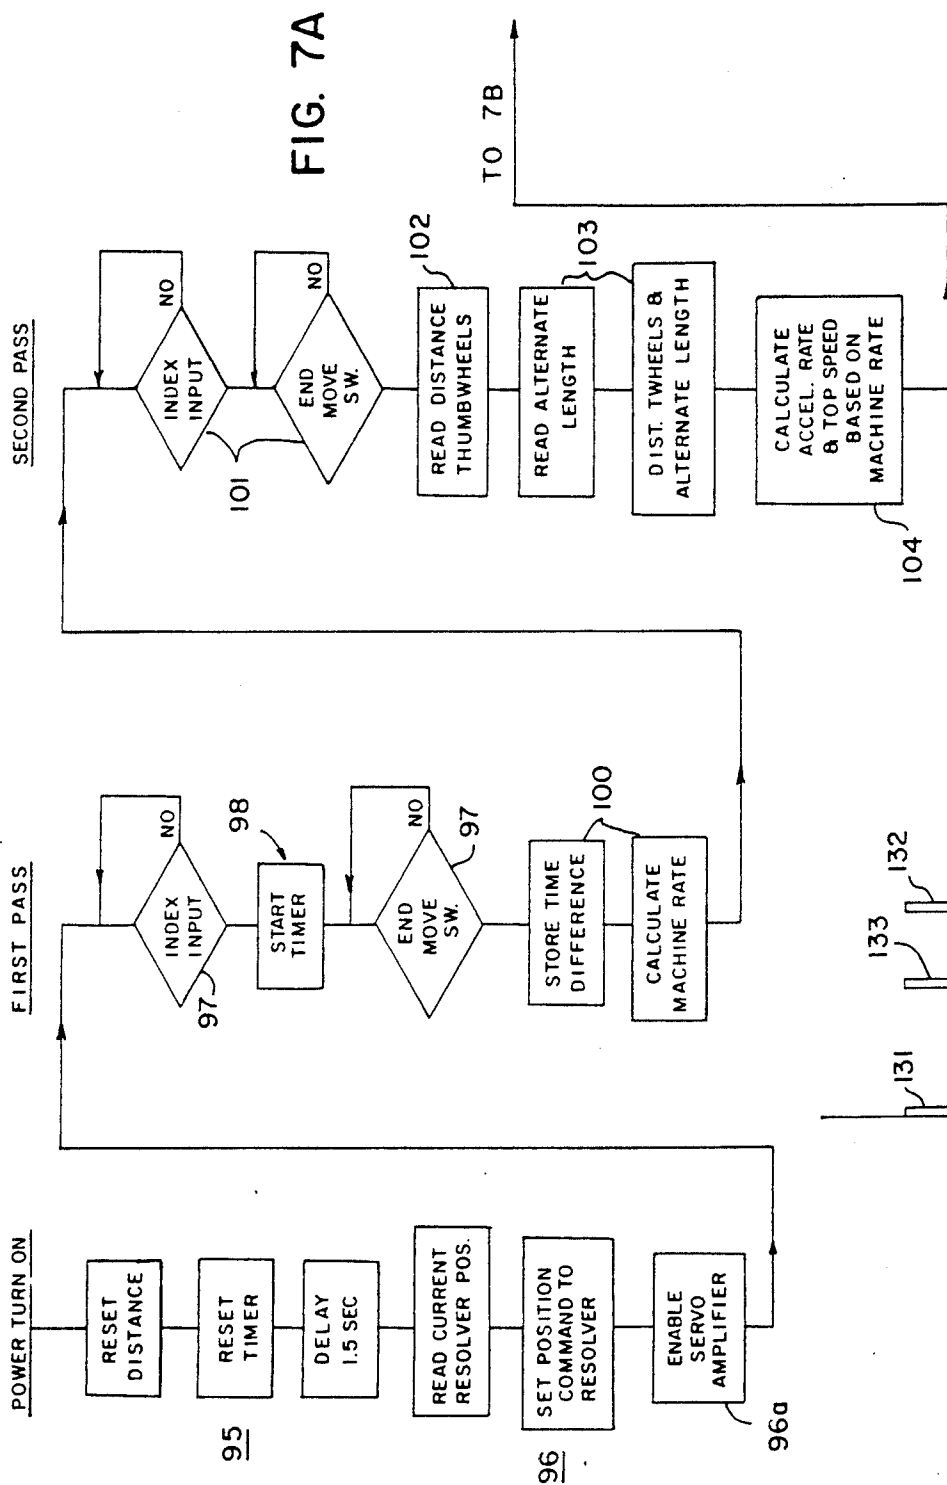 FIG. 7A
POWER TURN ON
RESET
DISTANCE
RESET
TIMER
95
DELAY
1.5 SEC
READ CURRENT
RESOLVER POS.
SET POSITION
COMMAND TO
RESOLVER
96
ENABLE
SERVO
AMPLIFIER
96a
FIRST PASS
INDEX
INPUT
NO
97
START
TIMER
98
END
MOVE
SW.
NO
97
STORE TIME
DIFFERENCE
100
CALCULATE
MACHINE RATE
SECOND PASS
INDEX
INPUT
NO
101
END
MOVE
SW.
NO
READ DISTANCE
THUMBWHEELS
102
READ ALTERNATE
LENGTH
103
DIST. TWHEELS &
ALTERNATE LENGTH
CALCULATE
ACCEL. RATE
& TOP SPEED
BASED ON
MACHINE RATE
104
TO 7B
131
133
132